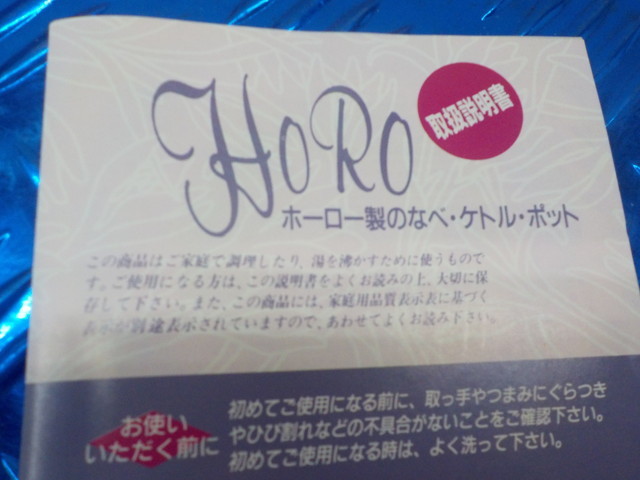 HORO
取扱説明書
ホーロー製のなべ・ケトル・ポット
この商品はご家庭で調理したり、湯を沸かすために使うもので
す。ご使用になる方は、この説明書をよくお読みの上、大切に保
存して下さい。また、この商品には、家庭用品質表示表に基づく
表示が別途表示されていますので、あわせてよくお読み下さい。
お使い
いただく前に
初めてご使用になる前に、取っ手やつまみにぐらつき
やひび割れなどの不具合がないことをご確認下さい。
初めてご使用になる時は、よく洗って下さい。